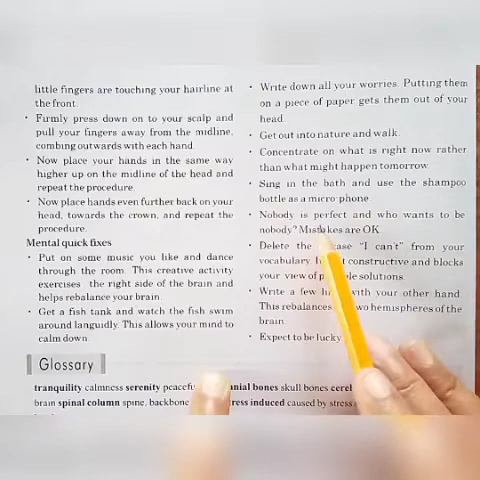 little fingers are touching your hairline at
the front.
• Firmly press down on to your scalp and
pull your fingers away from the midline,
combing outwards with each hand.
• Now place your hands in the same way
higher up on the midline of the head and
repeat the procedure.
• Now place hands even further back on your
head, towards the crown, and repeat the
procedure.
Mental quick fixes
• Put on some music you like and dance
through the room. This creative activity
exercises the right side of the brain and
helps rebalance your brain.
• Get a fish tank and watch the fish swim
around languidly. This allows your mind to
calm down.
• Write down all your worries. Putting them
on a piece of paper gets them out of your
head.
• Get out into nature and walk.
• Concentrate on what is right now rather
than what might happen tomorrow.
• Sing in the bath and use the shampoo
bottle as a micro phone.
• Nobody is perfect and who wants to be
nobody? Mistakes are OK.
• Delete the "I can't" from your
vocabulary. constructive and blocks
your view of solutions.
• Write a few with your other hand.
This rebalances hemispheres of the
brain.
• Expect to be lucky
Glossary
tranquility calmness serenity bones skull bones
brain spinal column spine, backbone induced caused by stress